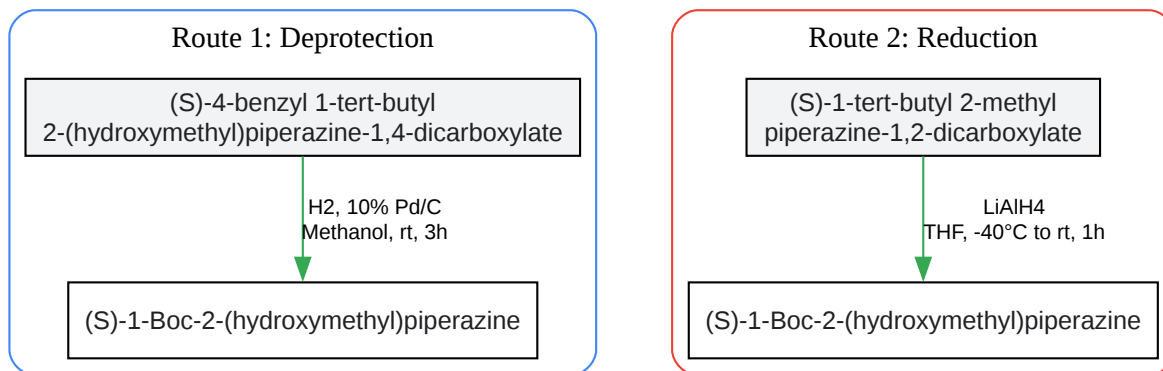 Route 1: Deprotection
(S)-4-benzyl 1-tert-butyl
2-(hydroxymethyl)piperazine-1,4-dicarboxylate
H2, 10% Pd/C
Methanol, rt, 3h
(S)-1-Boc-2-(hydroxymethyl)piperazine
Route 2: Reduction
(S)-1-tert-butyl 2-methyl
piperazine-1,2-dicarboxylate
LiAlH4
THF, -40°C to rt, 1h
(S)-1-Boc-2-(hydroxymethyl)piperazine